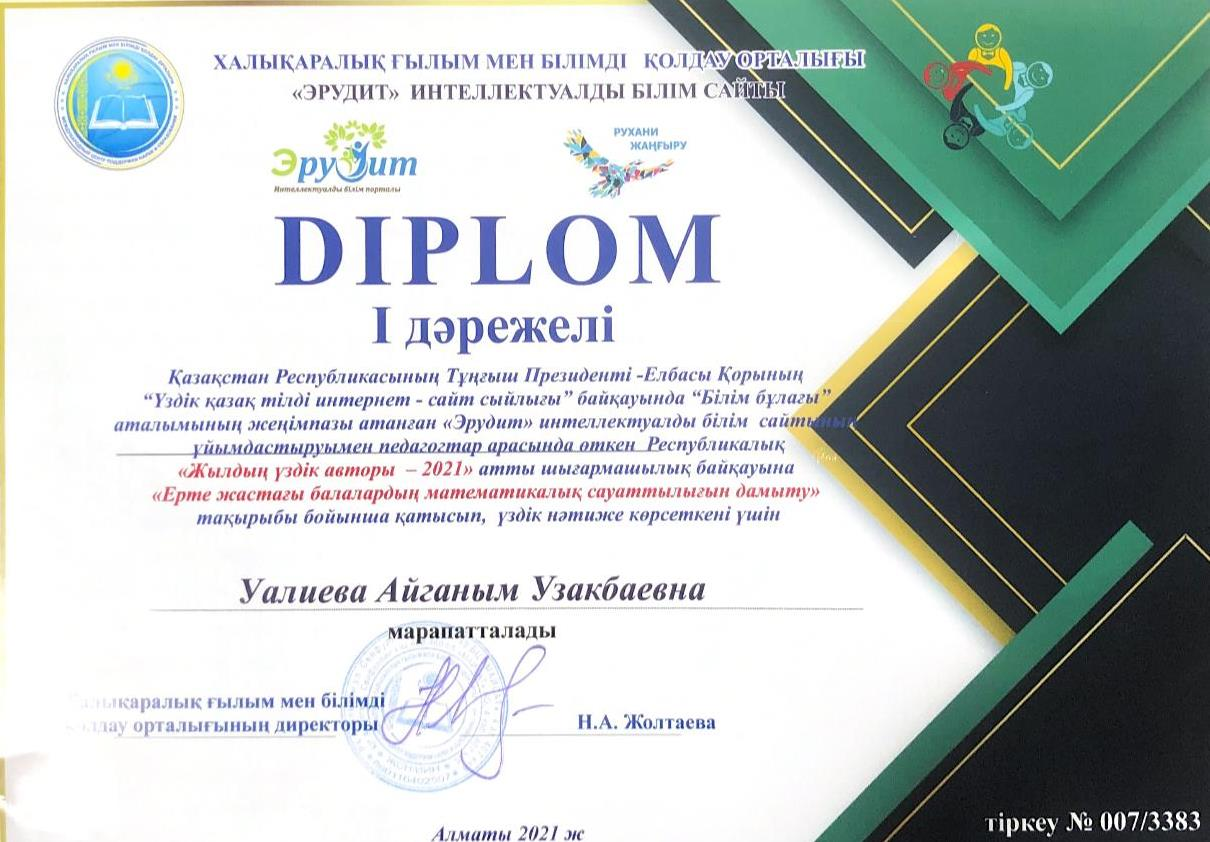 ХАЛЫҚАРАЛЫҚ ҒЫЛЫМ МЕН БІЛІМДІ ҚОЛДАУ ОРТАЛЫҒЫ
«ЭРУДИТ» ИНТЕЛЛЕКТУАЛДЫ БІЛІМ САЙТЫ
Эрудит
Интеллектуалды білім порталы
РУХАНИ
ЖАҢҒЫРУ
DIPLOM
I дәрежелі
Қазақстан Республикасының Тұңғыш Президенті -Елбасы Қорының
“Үздік қазақ тілді интернет - сайт сыйлығы” байқауында “Білім бұлағы”
аталымының жеңімпазы атанған «Эрудит» интеллектуалды білім сайтының
ұйымдастыруымен педагогтар арасында өткен Республикалық
«Жылдың үздік авторы – 2021» атты шығармашылық байқауына
«Ерте жастағы балалардың математикалық сауаттылығын дамыту»
тақырыбы бойынша қатысып, үздік нәтиже көрсеткені үшін
Уалиева Айганым Узакбаевна
марапатталады
Халықаралық ғылым мен білімді
қолдау орталығының директоры
Н.А. Жолтаева
Алматы 2021 ж
тіркеу № 007/3383